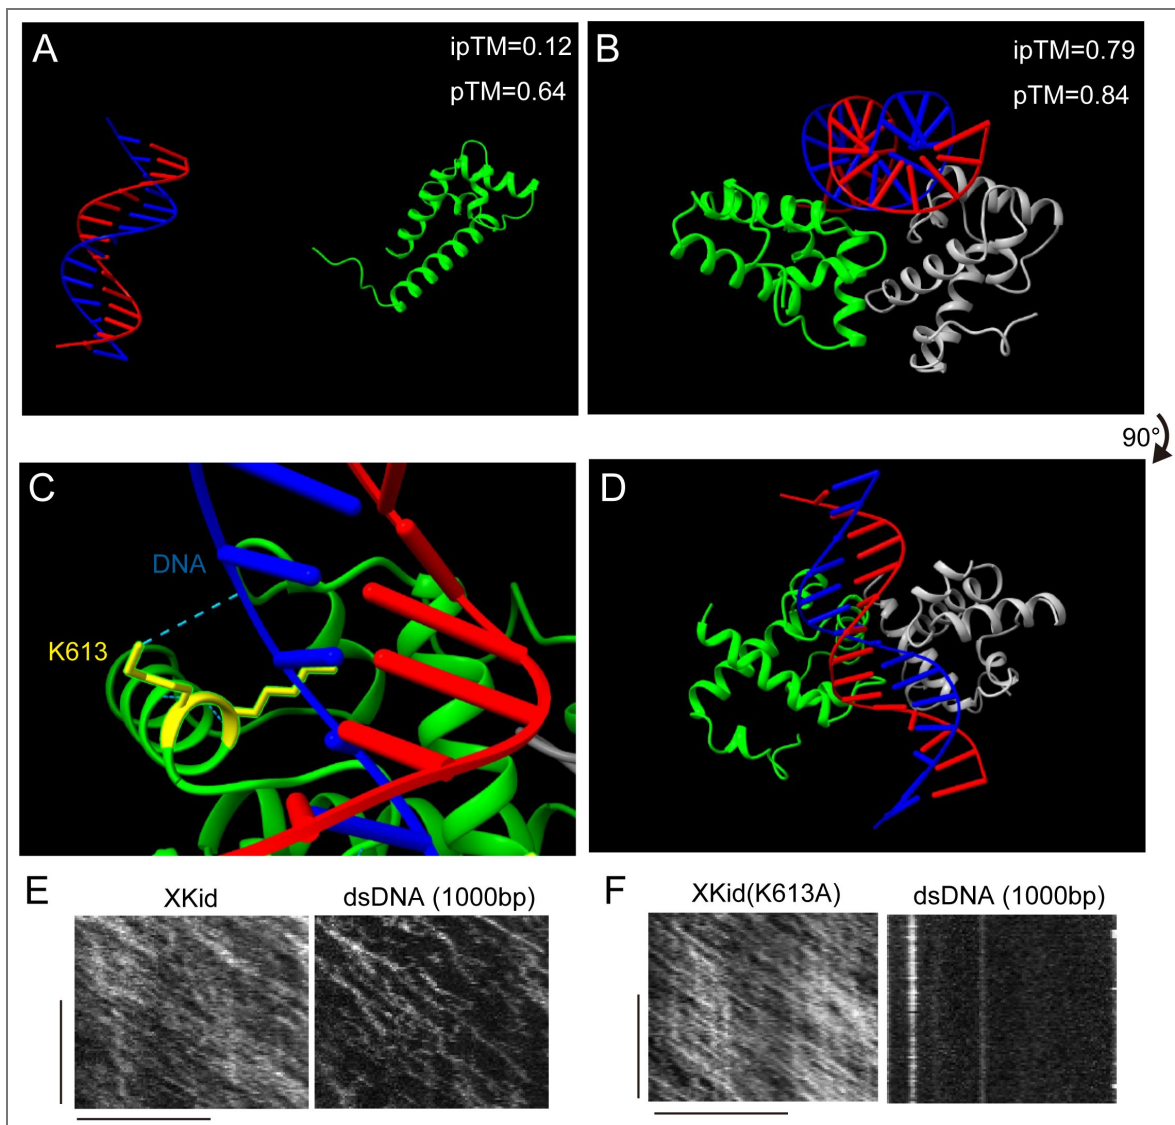 A
ipTM=0.12
pTM=0.64
B
ipTM=0.79
pTM=0.84
90°
C
DNA
K613
D
E
XKid
dsDNA (1000bp)
F
XKid(K613A)
dsDNA (1000bp)